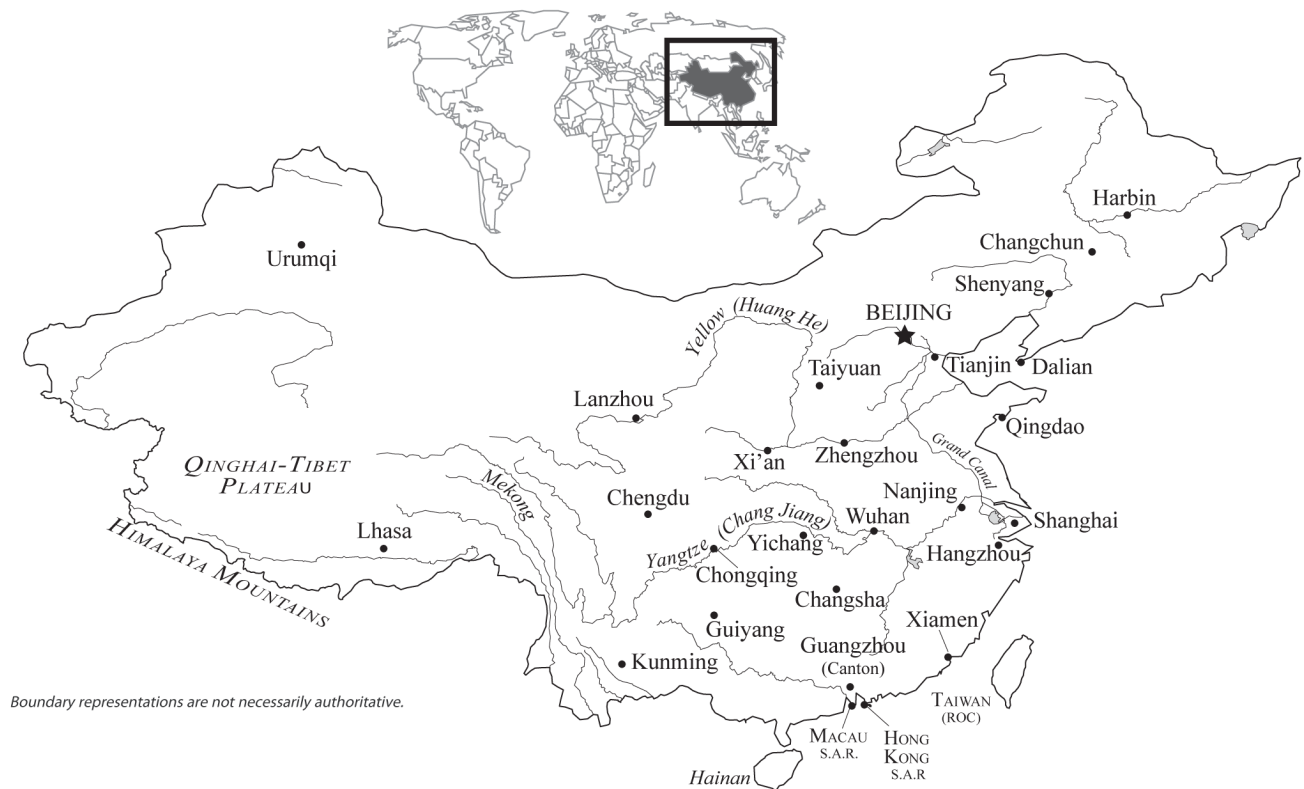 Harbin
Changchun
Urumqi
Shenyang
Yellow (Huang He)
BEIJING
Taiyuan
Tianjin
Dalian
Lanzhou
Qingdao
Xi'an
Zhengzhou
Grand Canal
QINGHAI-TIBET
PLATEAU
Mekong
Chengdu
Nanjing
Yangtze (Chang Jiang)
Wuhan
Shanghai
Lhasa
Yichang
Hangzhou
HIMALAYA MOUNTAINS
Chongqing
Changsha
Guiyang
Xiamen
Guangzhou
(Canton)
Kunming
Boundary representations are not necessarily authoritative.
TAIWAN
(ROC)
MACAU
S.A.R.
HONG
KONG
S.A.R
Hainan